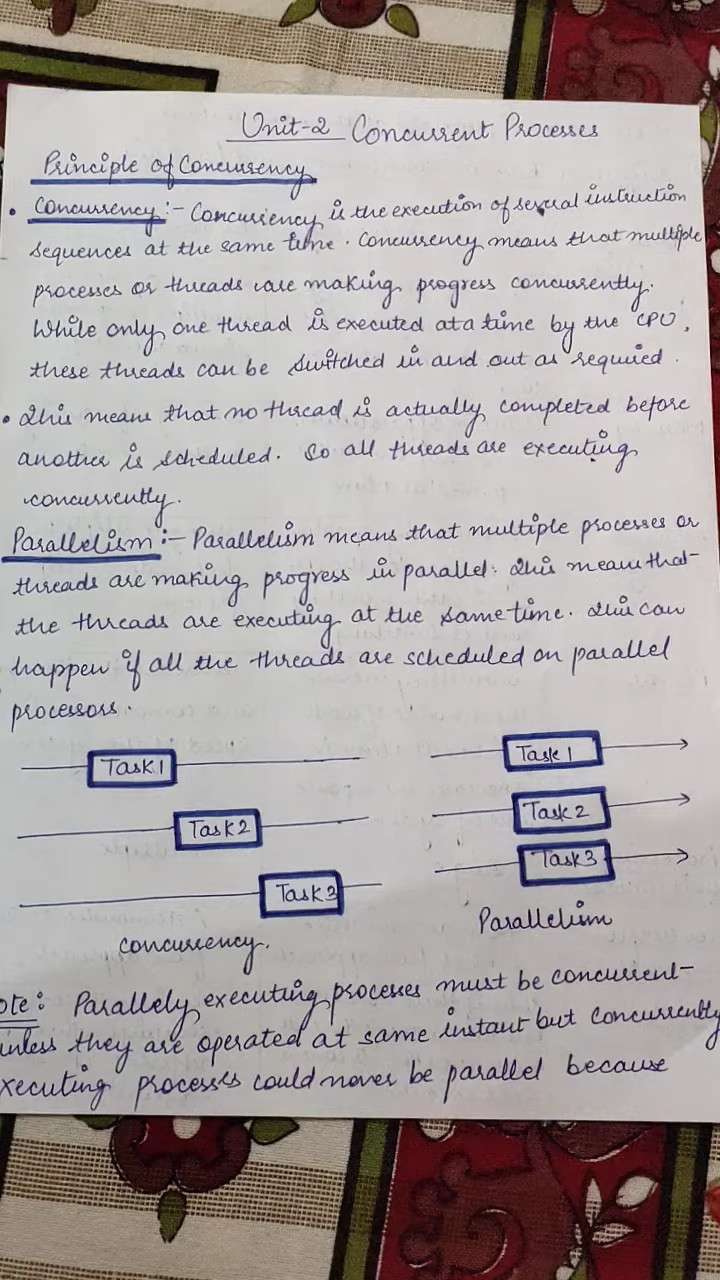 Unit-2 Concurrent Processes
Principle of Concurrency
• Concurrency :- Concurrency is the execution of several instruction
sequences at the same time. Concurrency means that multiple
processes or threads are making progress concurrently.
While only one thread is executed at a time by the CPU,
these threads can be switched in and out as required.
• This means that no thread is actually completed before
another is scheduled. So all threads are executing
concurrently.
Parallelism :- Parallelism means that multiple processes or
threads are making progress in parallel. This means that
the threads are executing at the same time. This can
happen if all the threads are scheduled on parallel
processors.
Task1 Task 1
Task2 Task2
Task3 Task3
concurrency. Parallelism
ote: Parallely executing processes must be concurrent
unless they are operated at same instant but concurrently
xecuting processes could never be parallel because